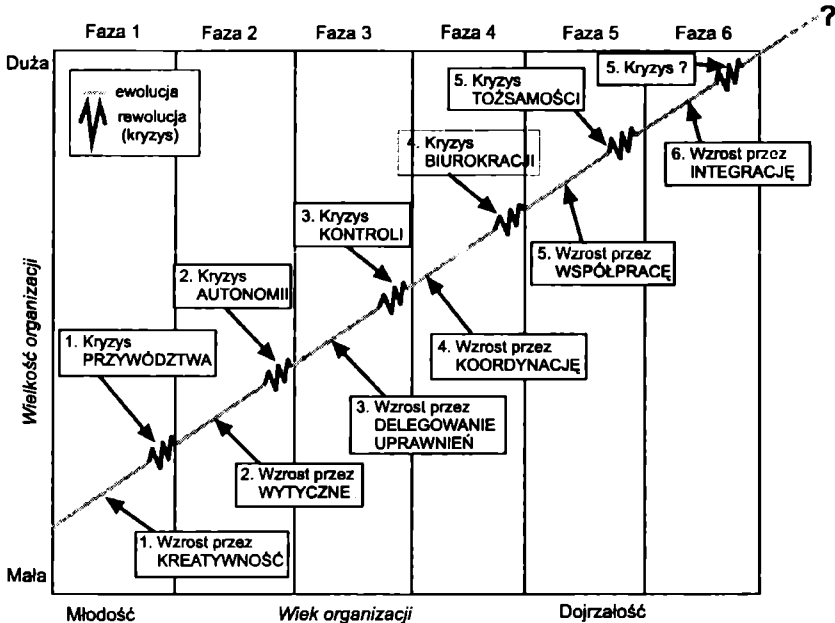 Faza 1
Faza 2
Faza 3
Faza 4
Faza 5
Faza 6
?
Duża
ewolucja
rewolucja
(kryzys)
5. Kryzys ?
5. Kryzys
TOŻSAMOŚCI
4. Kryzys
BIUROKRACJI
6. Wzrost przez
INTEGRACJĘ
3. Kryzys
KONTROLI
5. Wzrost przez
WSPÓŁPRACĘ
2. Kryzys
AUTONOMII
Wielkość organizacji
1. Kryzys
PRZYWÓDZTWA
4. Wzrost przez
KOORDYNACJĘ
3. Wzrost przez
DELEGOWANIE
UPRAWNIEŃ
2. Wzrost przez
WYTYCZNE
1. Wzrost przez
KREATYWNOŚĆ
Mała
Młodość
Wiek organizacji
Dojrzałość